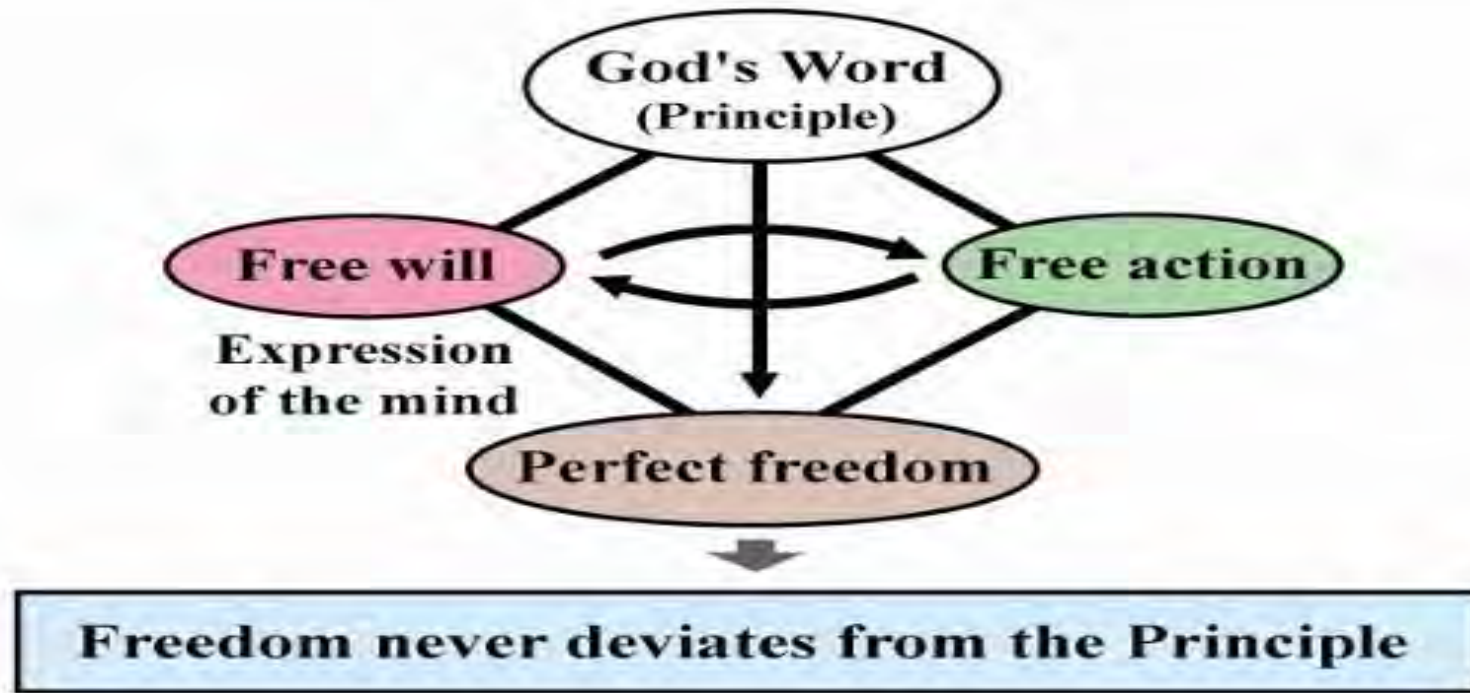 God's Word
(Principle)
Free will
Free action
Expression
of the mind
Perfect freedom
Freedom never deviates from the Principle